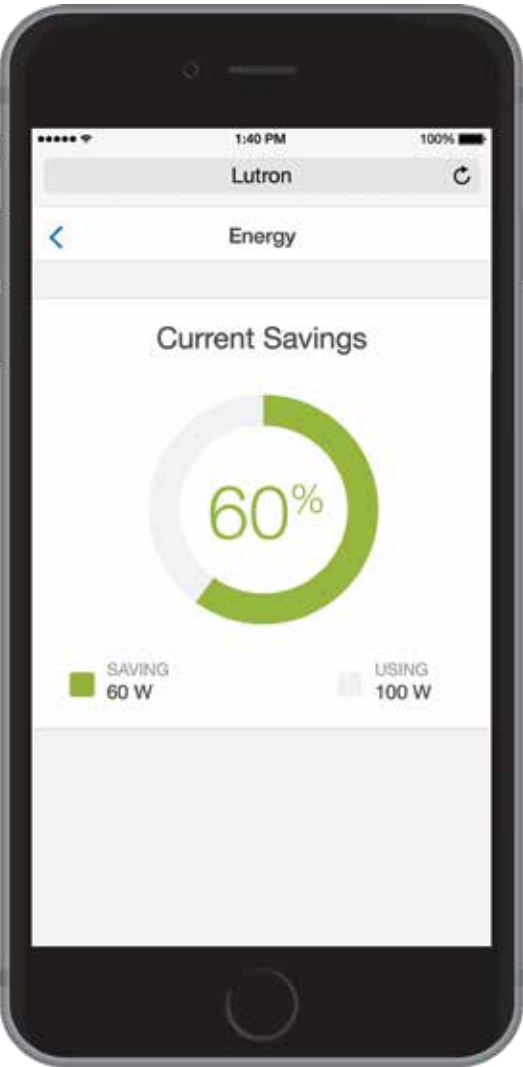 1:40 PM 100%
Lutron
Energy
Current Savings
60%
SAVING USING
60 W 100 W